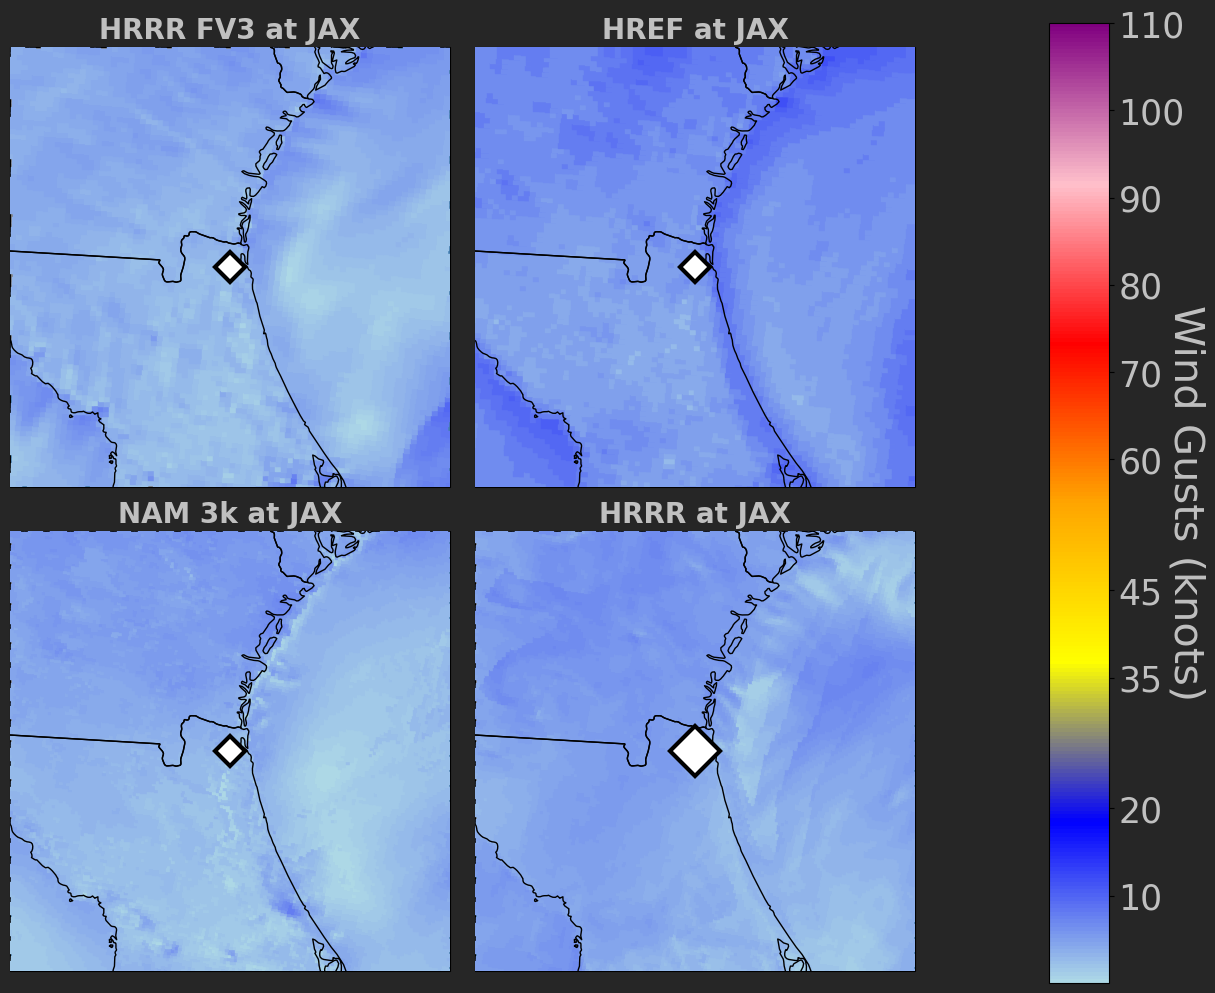 HRRR FV3 at JAX
HREF at JAX
NAM 3k at JAX
HRRR at JAX
110
100
90
80
70
60
45
35
20
10
Wind Gusts (knots)